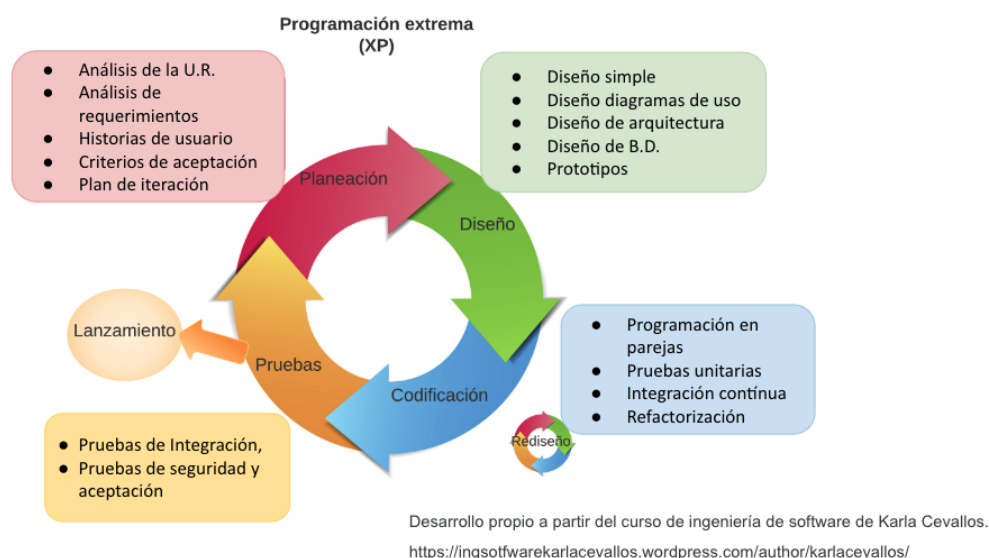 Programación extrema
(XP)
● Análisis de la U.R.
● Análisis de
requerimientos
● Historias de usuario
● Criterios de aceptación
● Plan de iteración
● Diseño simple
● Diseño diagramas de uso
● Diseño de arquitectura
● Diseño de B.D.
● Prototipos
Planeación
Diseño
Lanzamiento
Pruebas
Codificación
● Programación en
parejas
● Pruebas unitarias
● Integración contínua
● Refactorización
Rediseño
● Pruebas de Integración,
● Pruebas de seguridad y
aceptación
Desarrollo propio a partir del curso de ingeniería de software de Karla Cevallos.
https://ingsotfwarekarlacevallos.wordpress.com/author/karlacevallos/